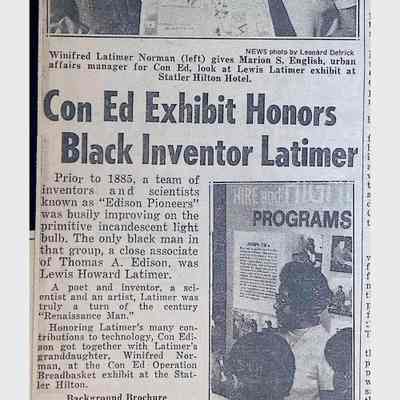 NEWS photo by Leonard Detrick
Winifred Latimer Norman (left) gives Marion S. English, urban
affairs manager for Con Ed, look at Lewis Latimer exhibit at
Statler Hilton Hotel.
Con Ed Exhibit Honors
Black Inventor Latimer
Prior to 1885, a team of
inventors and scientists
known as "Edison Pioneers"
was busily improving on the
primitive incandescent light
bulb. The only black man in
that group, a close associate
of Thomas A. Edison, was
Lewis Howard Latimer.
A poet and inventor, a sci-
entist and an artist, Latimer was
truly a turn of the century
"Renaissance Man."
Honoring Latimer's many con-
tributions to technology, Con Edi-
son got together with Latimer's
granddaughter, Winifred Nor-
man, at the Con Ed Operation
Breadbasket exhibit at the Stat-
ler Hilton.
Background Brochure
HIRE and
PROGRAMS